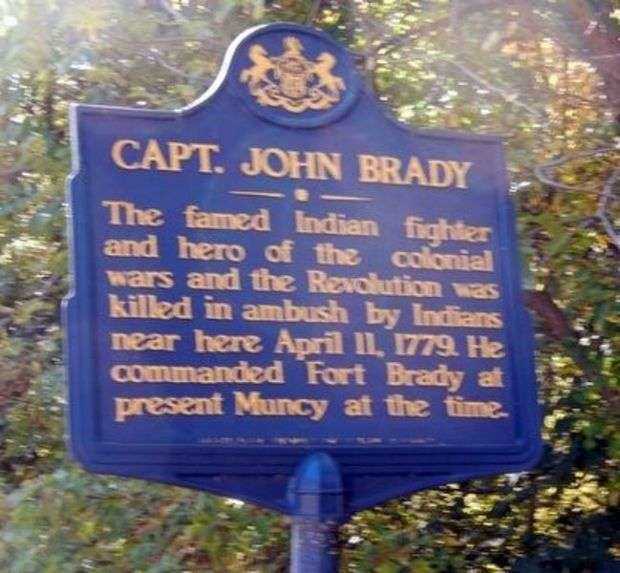 CAPT. JOHN BRADY
The famed Indian fighter
and hero of the colonial
wars and the Revolution was
killed in ambush by Indians
near here April 11, 1779. He
commanded Fort Brady at
present Muncy at the time.